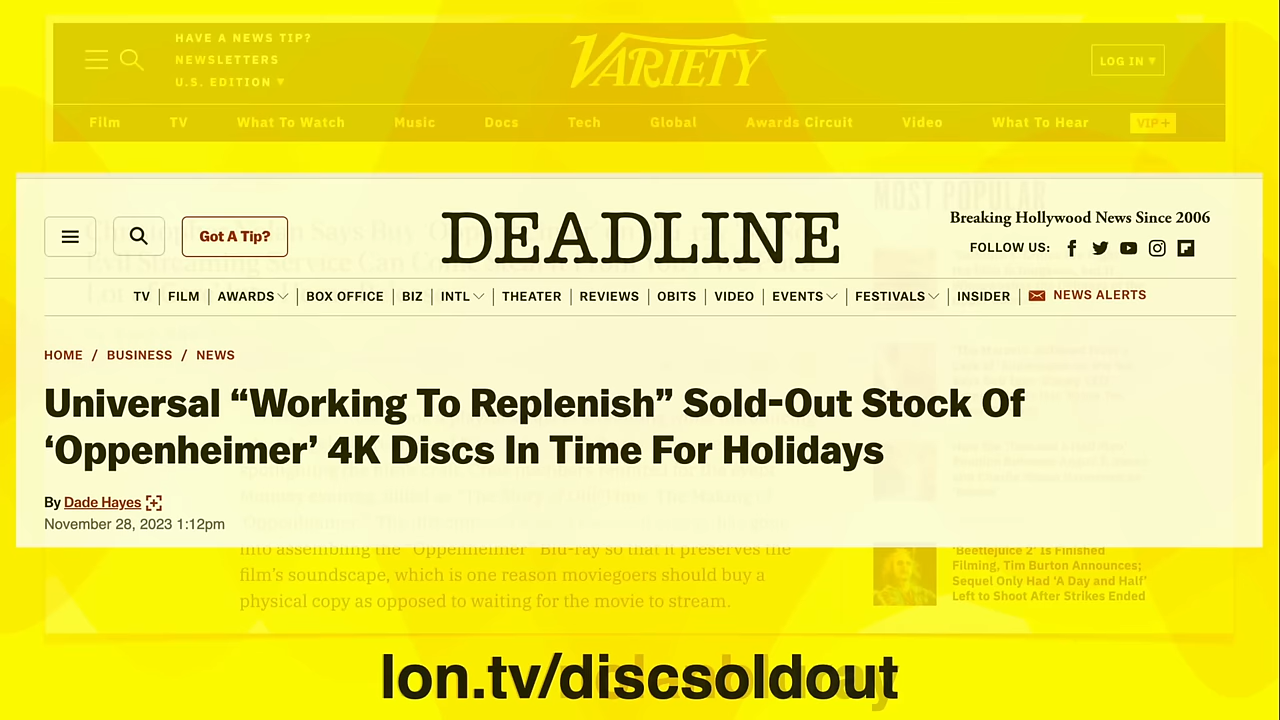 HAVE A NEWS TIP?
NEWSLETTERS
U.S. EDITION
VARIETY
LOG IN
Film TV What To Watch Music Docs Tech Global Awards Circuit Video What To Hear VIP+
MOST POPULAR
Got A Tip?
DEADLINE
Breaking Hollywood News Since 2006
FOLLOW US:
TV FILM AWARDS BOX OFFICE BIZ INTL THEATER REVIEWS OBITS VIDEO EVENTS FESTIVALS INSIDER NEWS ALERTS
HOME / BUSINESS / NEWS
Universal “Working To Replenish” Sold-Out Stock Of
‘Oppenheimer’ 4K Discs In Time For Holidays
By Dade Hayes
November 28, 2023 1:12pm
into assembling the “Oppenheimer” Blu-ray so that it preserves the
film’s soundscape, which is one reason moviegoers should buy a
physical copy as opposed to waiting for the movie to stream.
‘Beetlejuice 2’ Is Finished
Filming, Tim Burton Announces;
Sequel Only Had ‘A Day and Half’
Left to Shoot After Strikes Ended
lon.tv/discsoldout